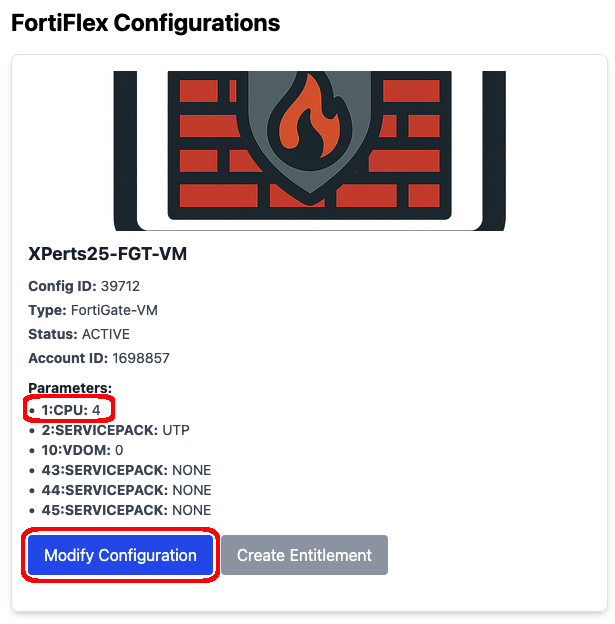 FortiFlex Configurations
XPerts25-FGT-VM
Config ID: 39712
Type: FortiGate-VM
Status: ACTIVE
Account ID: 1698857
Parameters:
• 1:CPU: 4
• 2:SERVICEPACK: UTP
• 10:VDOM: 0
• 43:SERVICEPACK: NONE
• 44:SERVICEPACK: NONE
• 45:SERVICEPACK: NONE
Modify Configuration Create Entitlement